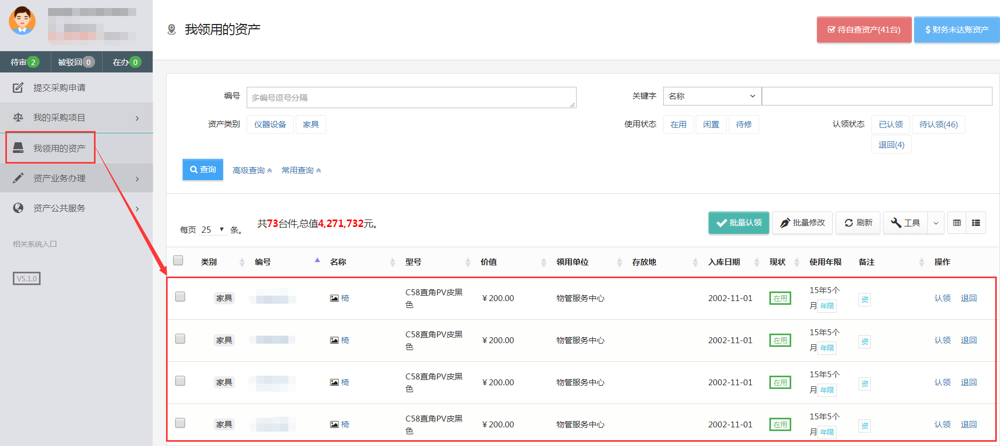 待审 2 被驳回 0 在办 0
提交采购申请
我的采购项目
我领用的资产
资产业务办理
资产公共服务
相关系统入口
V5.1.0
我领用的资产
待自查资产(41台) $ 财务未达账资产
编号 多编号逗号分隔 关键字 名称
资产类别 仪器设备 家具 使用状态 在用 闲置 待修 认领状态 已认领 待认领(46)
退回(4)
查询 高级查询 常用查询
每页 25 条。 共73台件,总值4,271,732元。 批量认领 批量修改 刷新 工具
类别 编号 名称 型号 价值 领用单位 存放地 入库日期 现状 使用年限 备注 操作
家具 椅 C58直角PV皮黑色 ¥200.00 物管服务中心 2002-11-01 在用 15年5个月 年限 资 认领 退回
家具 椅 C58直角PV皮黑色 ¥200.00 物管服务中心 2002-11-01 在用 15年5个月 年限 资 认领 退回
家具 椅 C58直角PV皮黑色 ¥200.00 物管服务中心 2002-11-01 在用 15年5个月 年限 资 认领 退回
家具 椅 C58直角PV皮黑色 ¥200.00 物管服务中心 2002-11-01 在用 15年5个月 年限 资 认领 退回